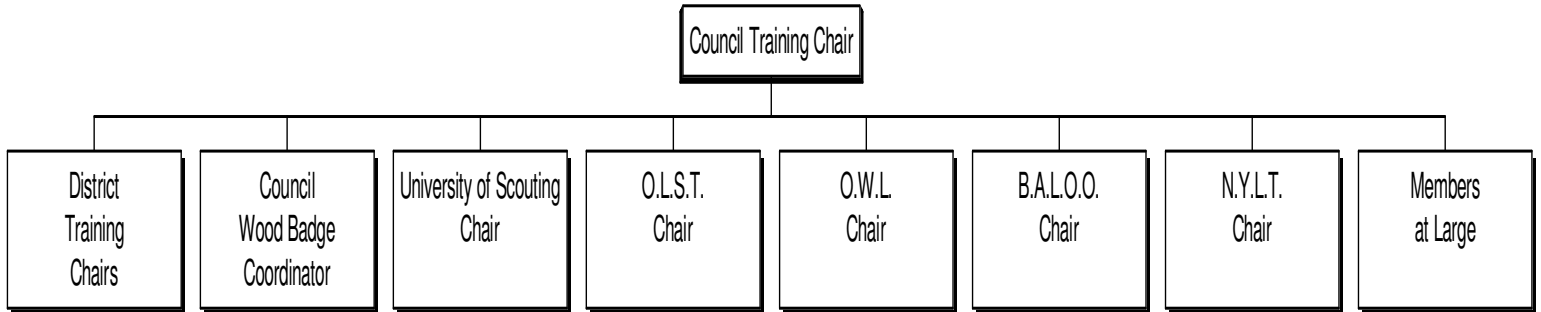 Council Training Chair
District
Training
Chairs
Council
Wood Badge
Coordinator
University of Scouting
Chair
O.L.S.T.
Chair
O.W.L.
Chair
B.A.L.O.O.
Chair
N.Y.L.T.
Chair
Members
at Large